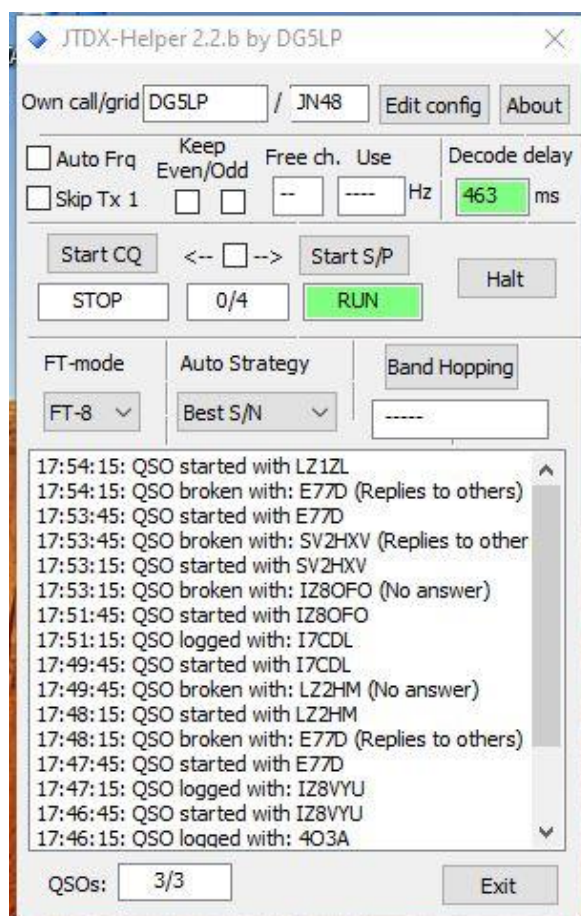 JTDX-Helper 2.2.b by DG5LP
Own call/grid DG5LP / JN48 Edit config About
Auto Frq Keep Even/Odd Free ch. Use Decode delay
Skip Tx 1 -- ---- Hz 463 ms
Start CQ <-- --> Start S/P Halt
STOP 0/4 RUN
FT-mode Auto Strategy Band Hopping
FT-8 Best S/N -----
17:54:15: QSO started with LZ1ZL
17:54:15: QSO broken with: E77D (Replies to others)
17:53:45: QSO started with E77D
17:53:45: QSO broken with: SV2HXV (Replies to other
17:53:15: QSO started with SV2HXV
17:53:15: QSO broken with: IZ8OFO (No answer)
17:51:45: QSO started with IZ8OFO
17:51:15: QSO logged with: I7CDL
17:49:45: QSO started with I7CDL
17:49:45: QSO broken with: LZ2HM (No answer)
17:48:15: QSO started with LZ2HM
17:48:15: QSO broken with: E77D (Replies to others)
17:47:45: QSO started with E77D
17:47:15: QSO logged with: IZ8VYU
17:46:45: QSO started with IZ8VYU
17:46:15: QSO logged with: 4O3A
QSOs: 3/3 Exit